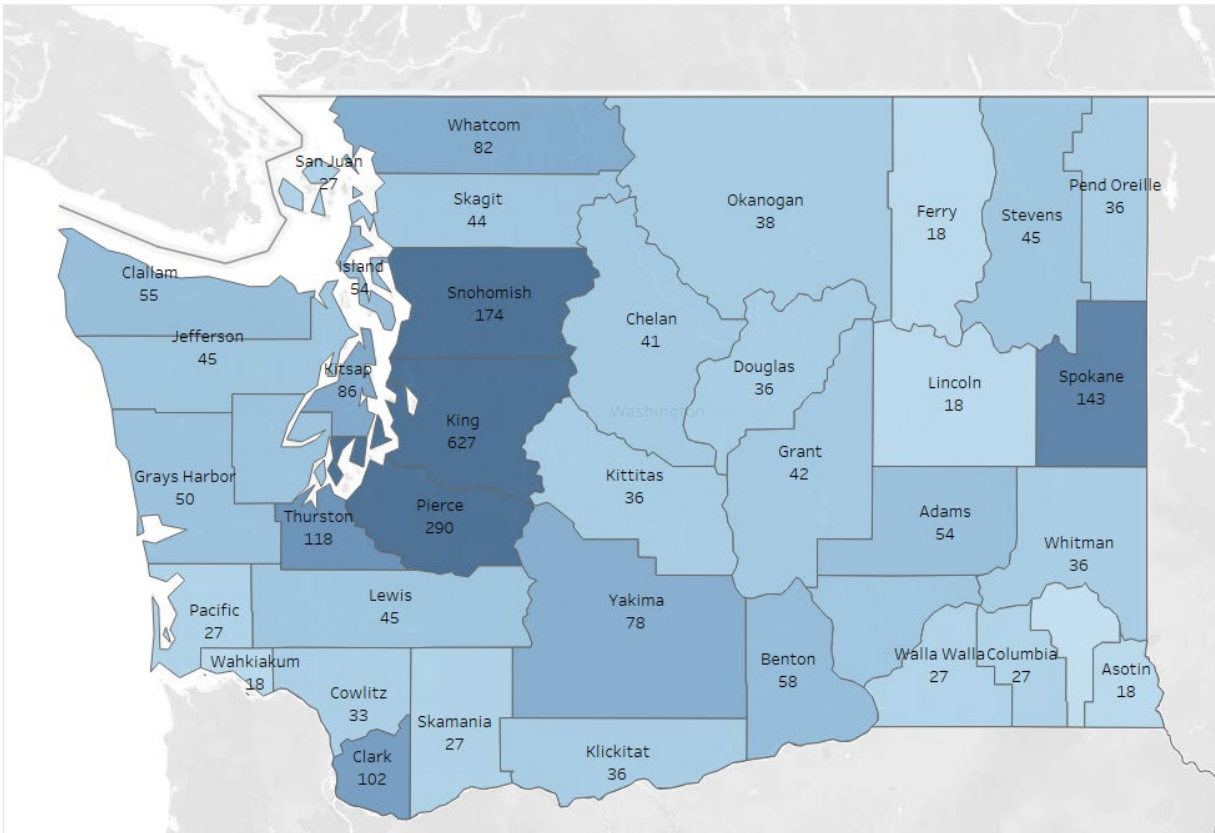 Whatcom
82
San Juan
27
Skagit
44
Okanogan
38
Ferry
18
Stevens
45
Pend Oreille
36
Clallam
55
Island
54
Snohomish
174
Chelan
41
Jefferson
45
Kitsap
86
Douglas
36
Lincoln
18
Spokane
143
King
627
Washington
Grays Harbor
50
Kittitas
36
Grant
42
Thurston
118
Pierce
290
Adams
54
Whitman
36
Pacific
27
Lewis
45
Yakima
78
Benton
58
Walla Walla
27
Columbia
27
Asotin
18
Wahkiakum
18
Cowlitz
33
Skamania
27
Clark
102
Klickitat
36